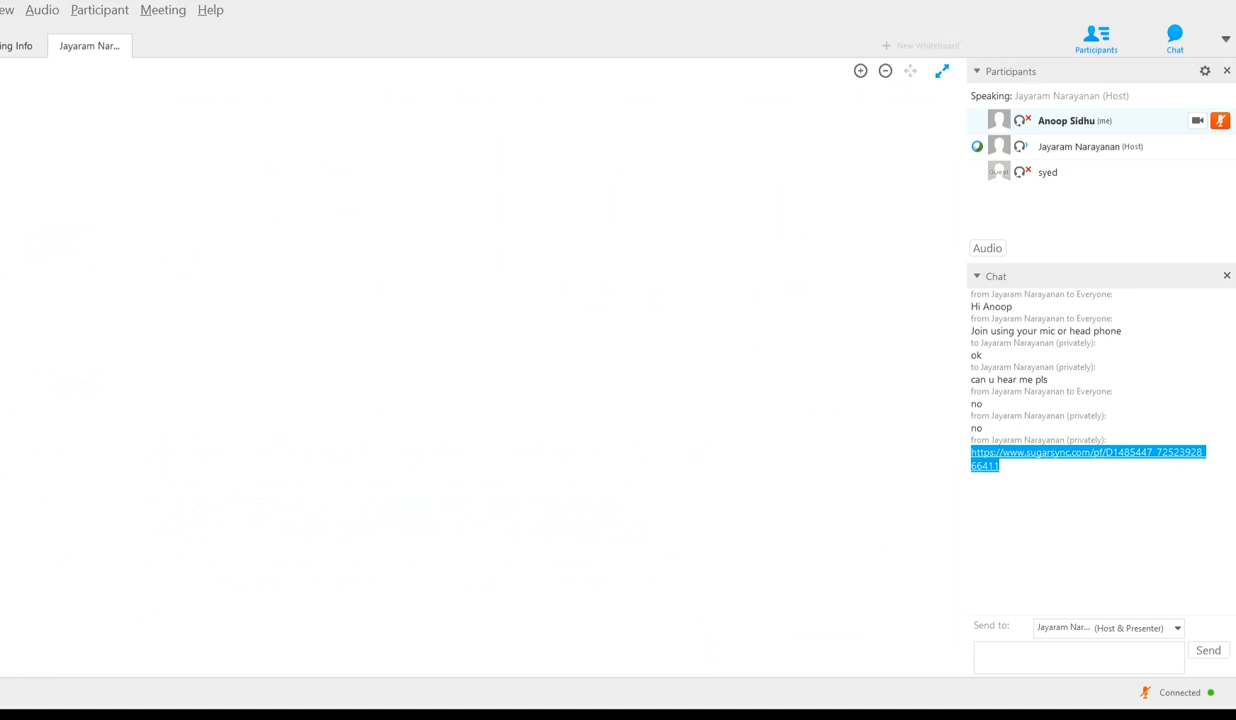 ew Audio Participant Meeting Help
ing Info Jayaram Nar... New Whiteboard
Participants Chat
Participants
Speaking: Jayaram Narayanan (Host)
Anoop Sidhu (me)
Jayaram Narayanan (Host)
Guest syed
Audio
Chat
from Jayaram Narayanan to Everyone:
Hi Anoop
from Jayaram Narayanan to Everyone:
Join using your mic or head phone
to Jayaram Narayanan (privately):
ok
to Jayaram Narayanan (privately):
can u hear me pls
from Jayaram Narayanan to Everyone:
no
from Jayaram Narayanan (privately):
no
from Jayaram Narayanan (privately):
https://www.sugarsync.com/pf/D1485447_72523928_
66411
Send to: Jayaram Nar... (Host & Presenter)
Send
Connected